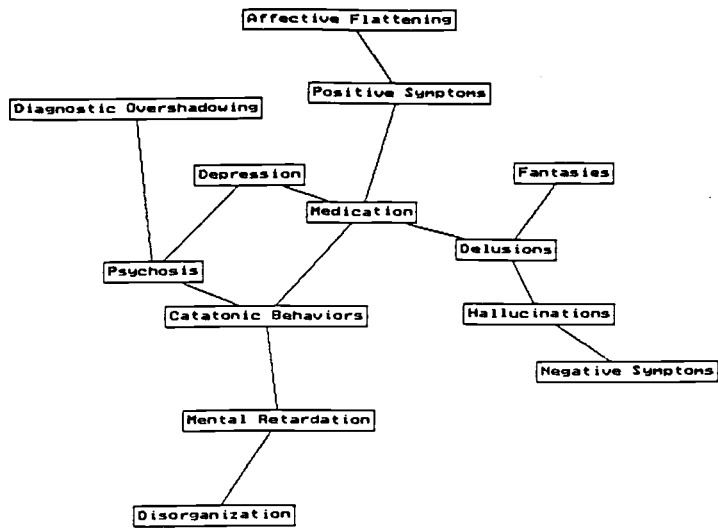 Affective Flattening
Positive Symptoms
Diagnostic Overshadowing
Depression
Fantasies
Medication
Delusions
Psychosis
Catatonic Behaviors
Hallucinations
Negative Symptoms
Mental Retardation
Disorganization